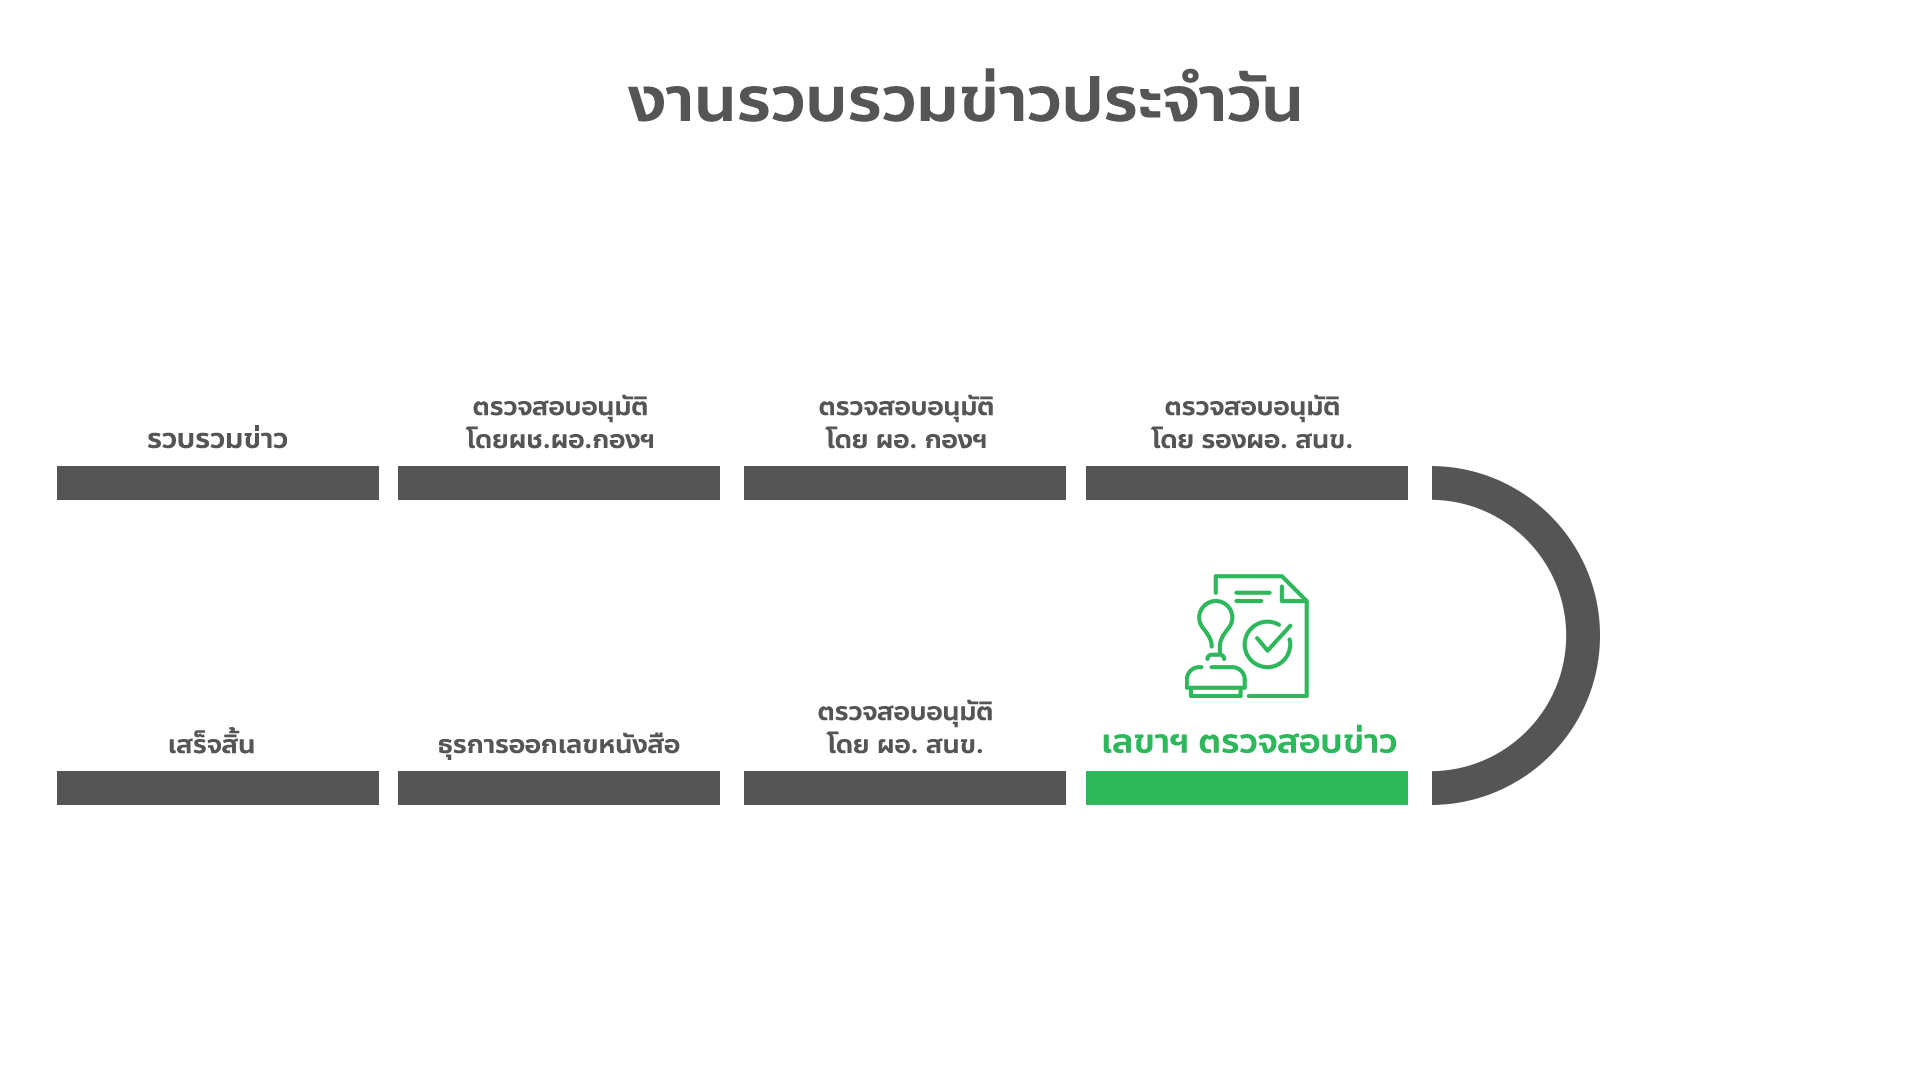 งานรวบรวมข่าวประจำวัน
รวบรวมข่าว
ตรวจสอบอนุมัติ
โดยผช.ผอ.กองฯ
ตรวจสอบอนุมัติ
โดย ผอ. กองฯ
ตรวจสอบอนุมัติ
โดย รองผอ. สนข.
เลขาฯ ตรวจสอบข่าว
ตรวจสอบอนุมัติ
โดย ผอ. สนข.
ธุรการออกเลขหนังสือ
เสร็จสิ้น